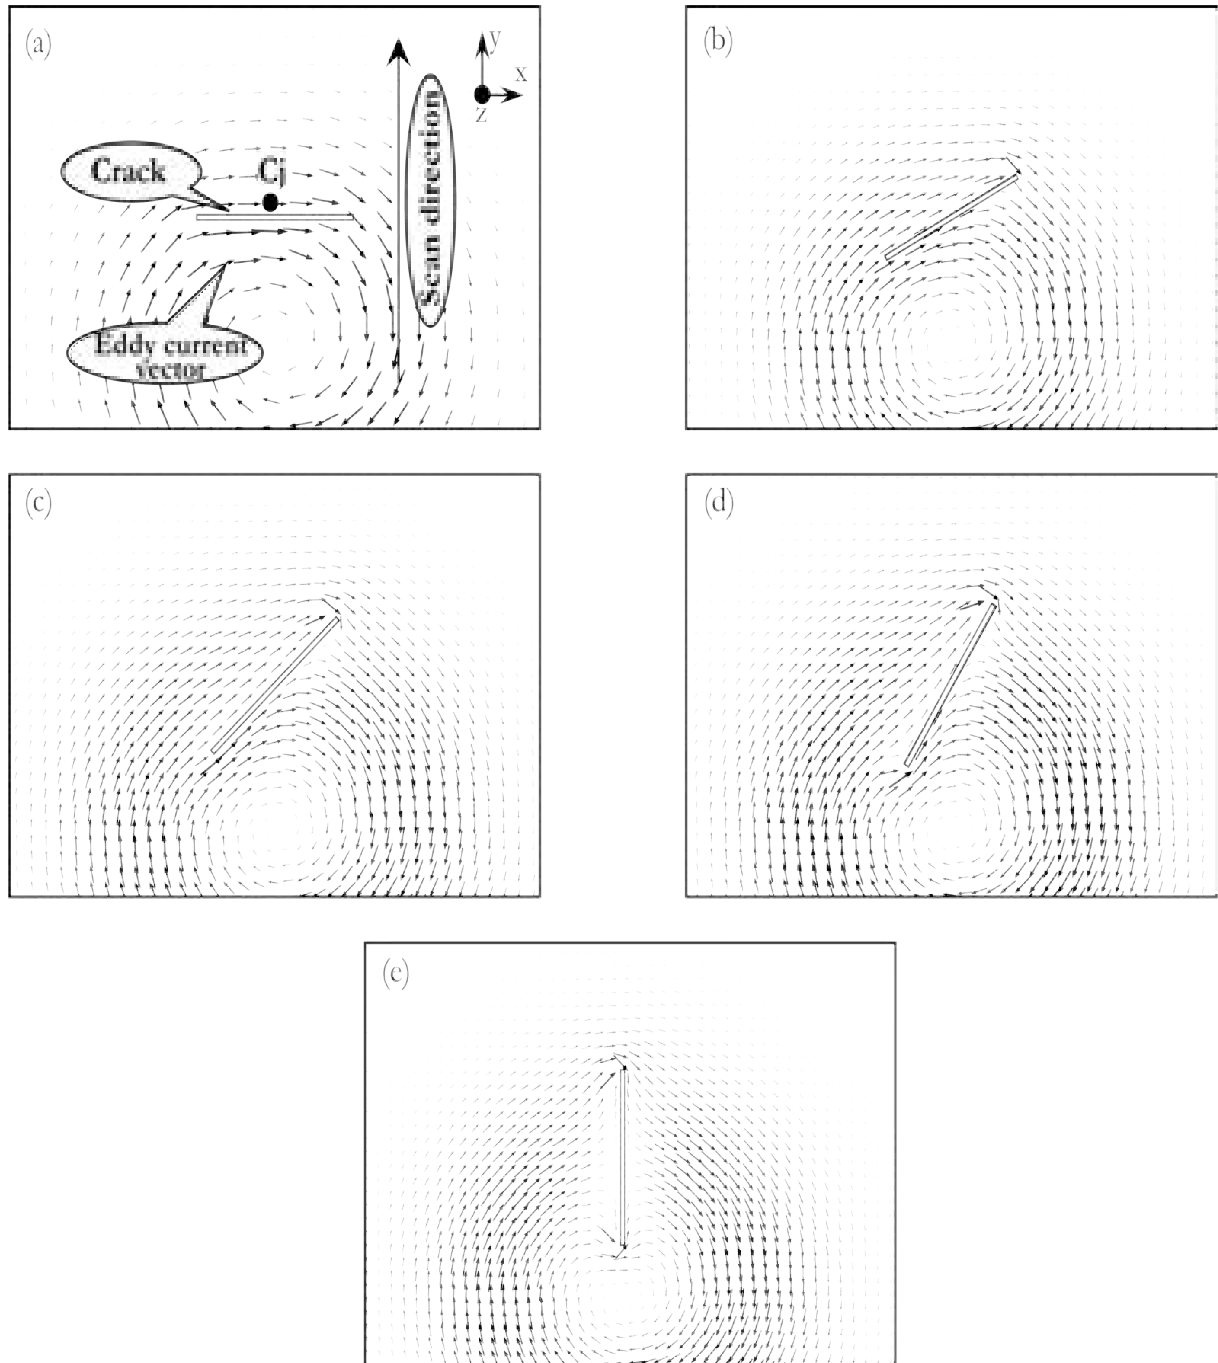 (a)
y
x
z
Scan direction
Crack
Cj
Eddy current
vector
(b)
(c)
(d)
(e)